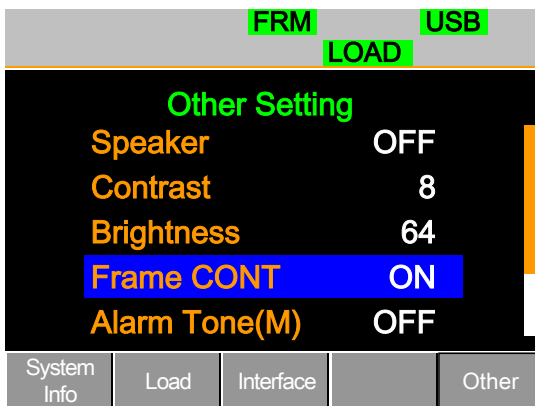 FRM USB
LOAD
Other Setting
Speaker OFF
Contrast 8
Brightness 64
Frame CONT ON
Alarm Tone(M) OFF
System Info Load Interface Other